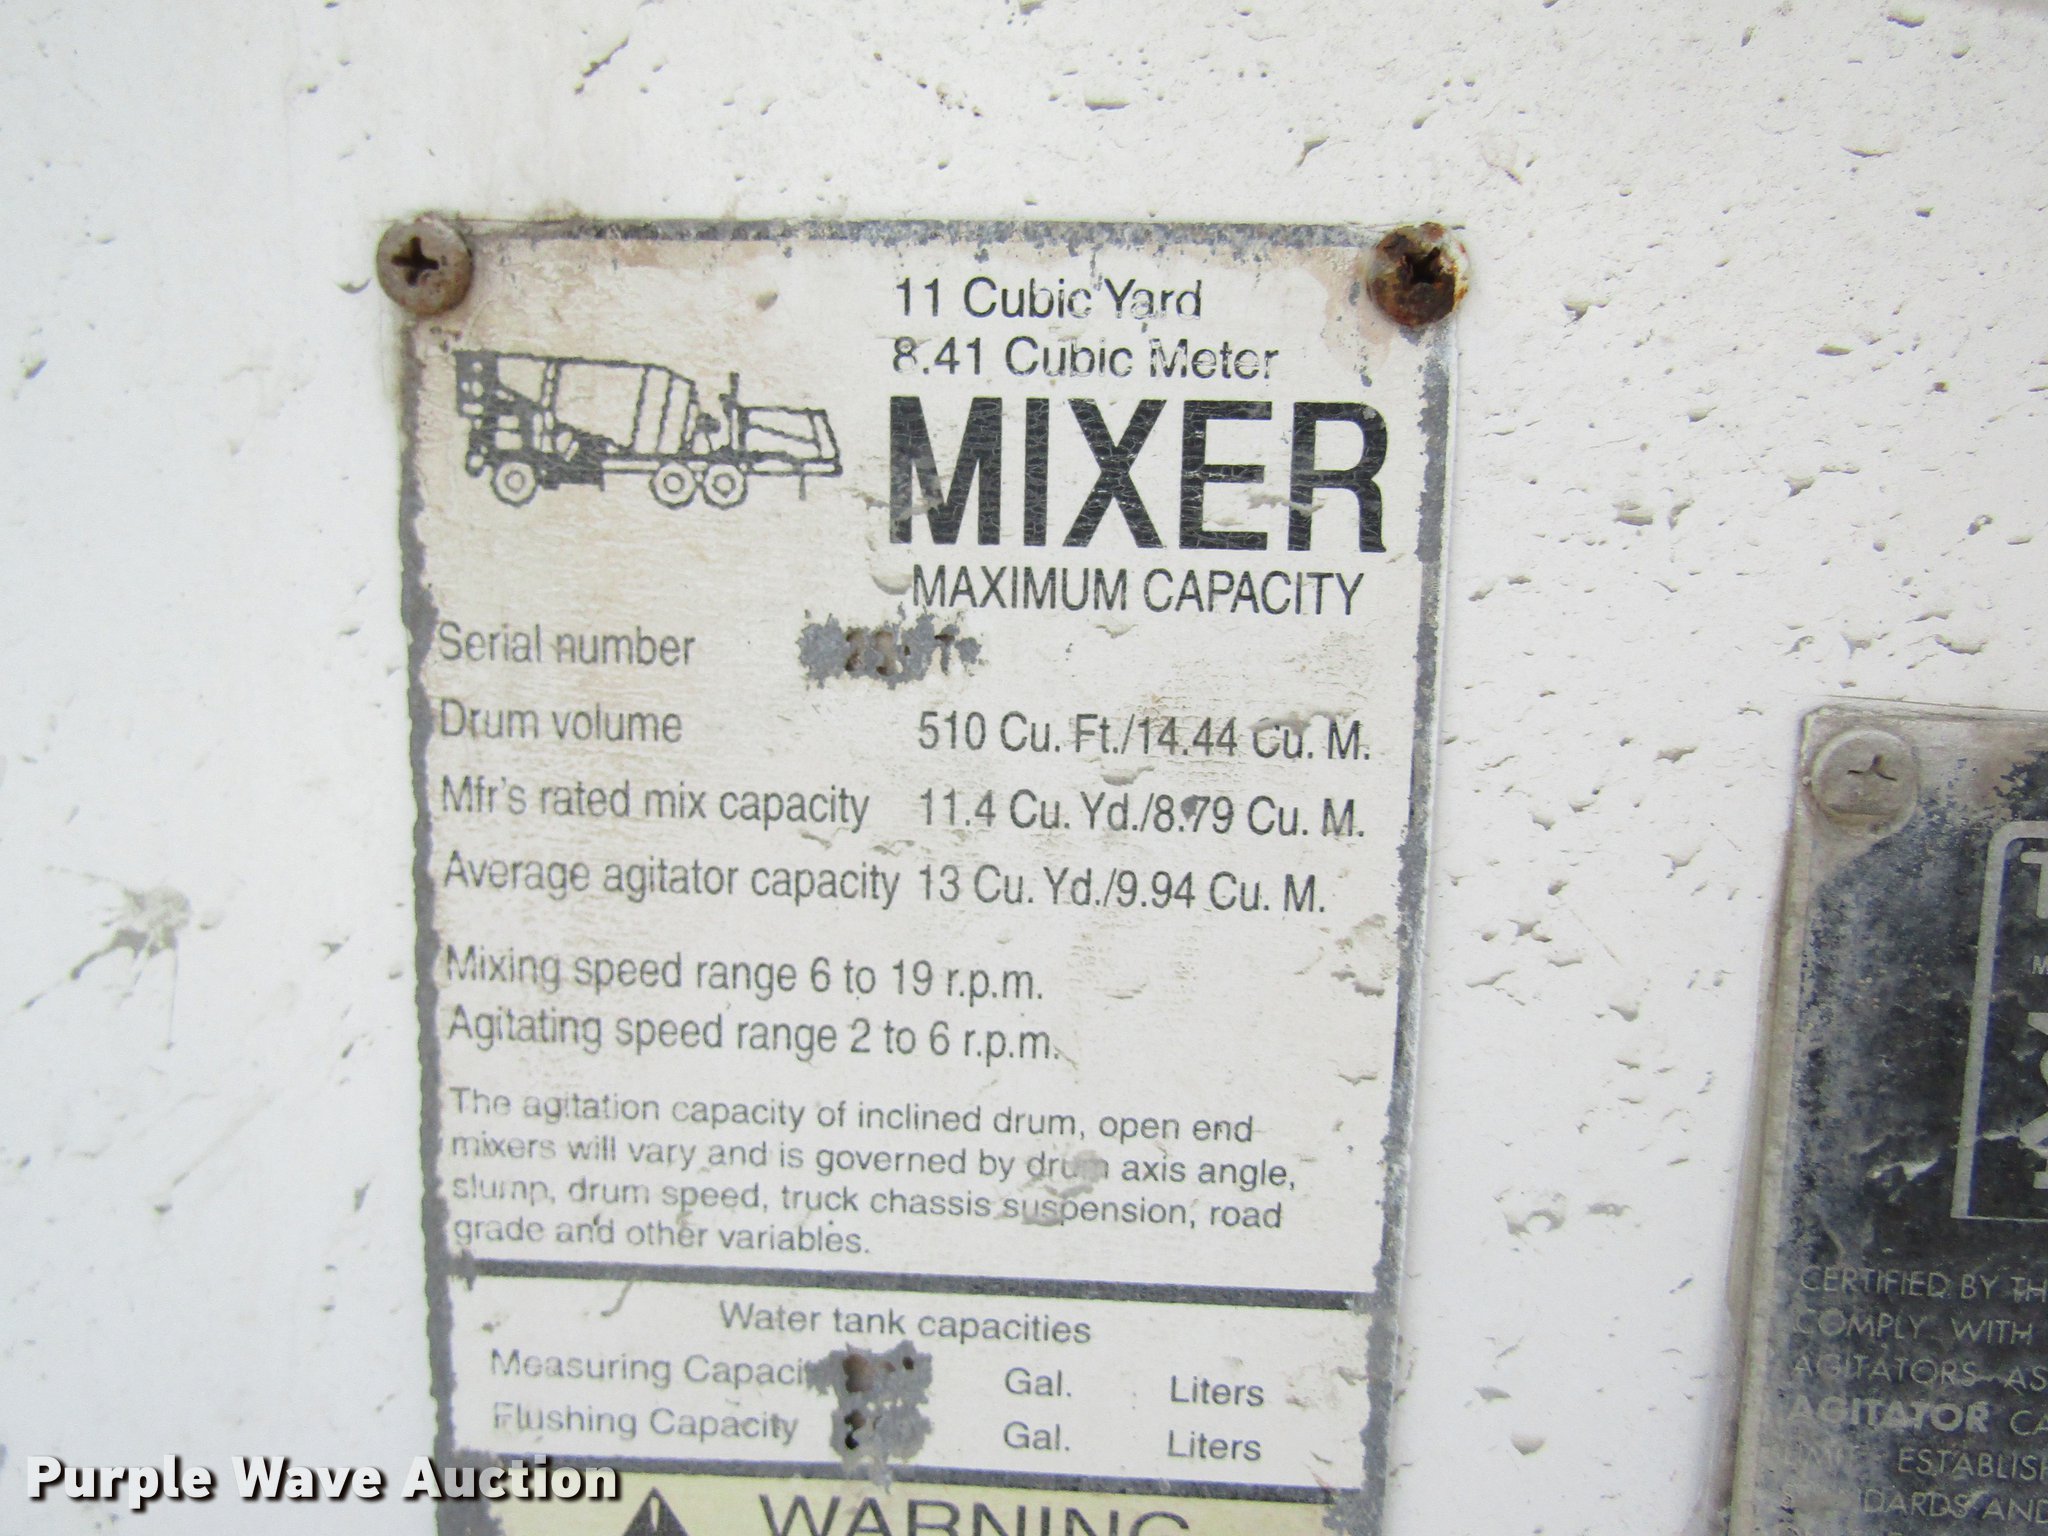 11 Cubic Yard
8.41 Cubic Meter
MIXER
MAXIMUM CAPACITY
Serial number
Drum volume 510 Cu. Ft./14.44 Cu. M.
Mfr's rated mix capacity 11.4 Cu. Yd./8.79 Cu. M.
Average agitator capacity 13 Cu. Yd./9.94 Cu. M.
Mixing speed range 6 to 19 r.p.m.
Agitating speed range 2 to 6 r.p.m.
The agitation capacity of inclined drum, open end
mixers will vary and is governed by drum axis angle,
slump, drum speed, truck chassis suspension, road
grade and other variables.
Water tank capacities
Measuring Capaci Gal. Liters
Flushing Capacity Gal. Liters
WARNING
CERTIFIED BY TH
COMPLY WITH
AGITATORS AS
AGITATOR CA
ESTABLIS
DARDS AND
Purple Wave Auction